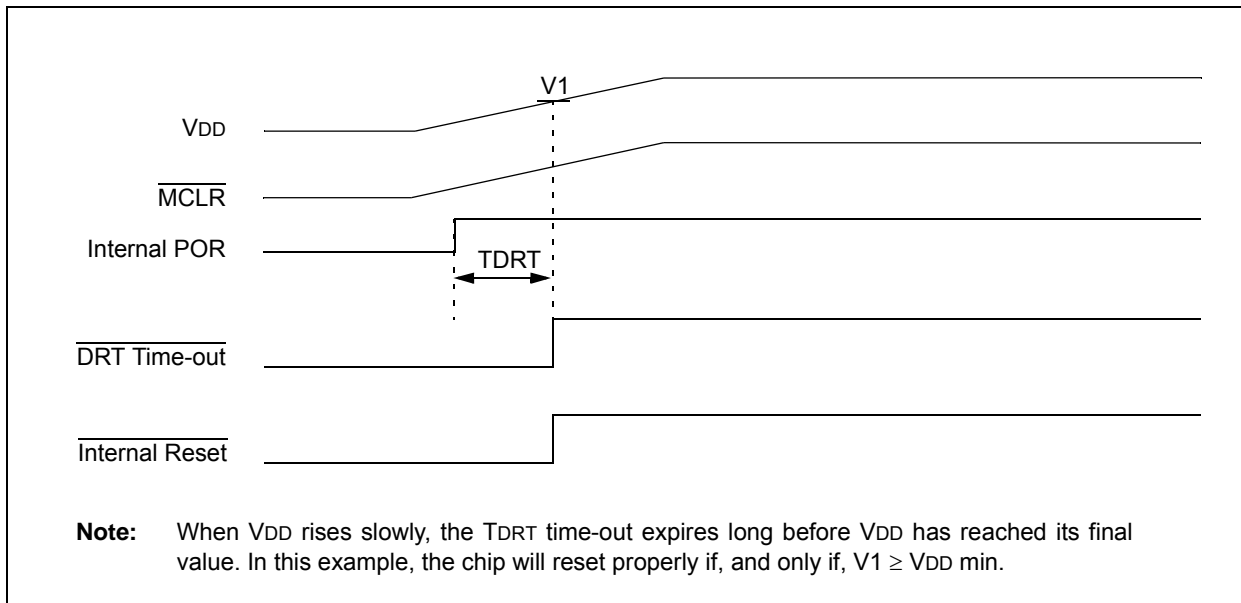 V1
VDD
MCLR
Internal POR
TDRT
DRT Time-out
Internal Reset
Note: When VDD rises slowly, the TDRT time-out expires long before VDD has reached its final
value. In this example, the chip will reset properly if, and only if, V1 ≥ VDD min.